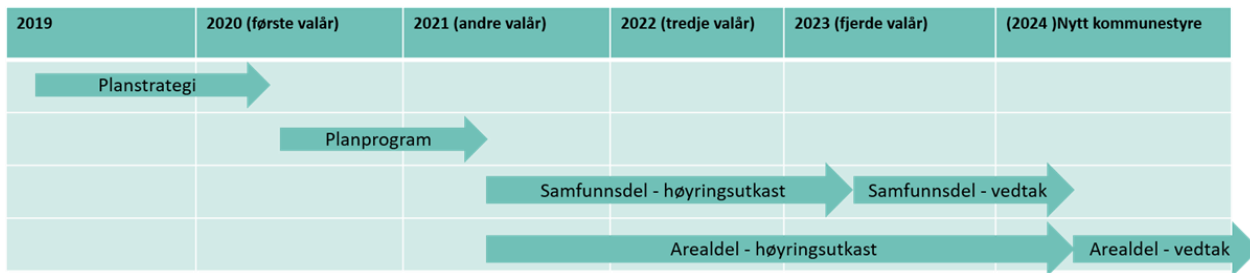 2019
2020 (første valår)
2021 (andre valår)
2022 (tredje valår)
2023 (fjerde valår)
(2024 )Nytt kommunestyre
Planstrategi
Planprogram
Samfunnsdel - høyringsutkast
Samfunnsdel - vedtak
Arealdel - høyringsutkast
Arealdel - vedtak